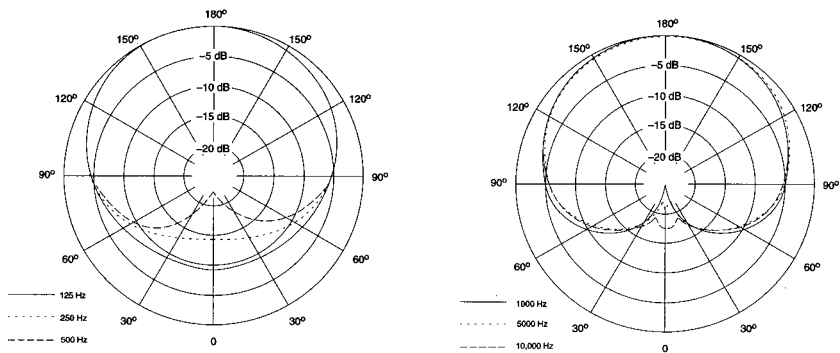 180°
150° 150°
-5 dB
120° -10 dB 120°
-15 dB
-20 dB
90° 90°
60° 60°
125 Hz
250 Hz
500 Hz
30° 30°
0
180°
150° 150°
-5 dB
120° -10 dB 120°
-15 dB
-20 dB
90° 90°
60° 60°
1000 Hz
5000 Hz
10,000 Hz
30° 30°
0